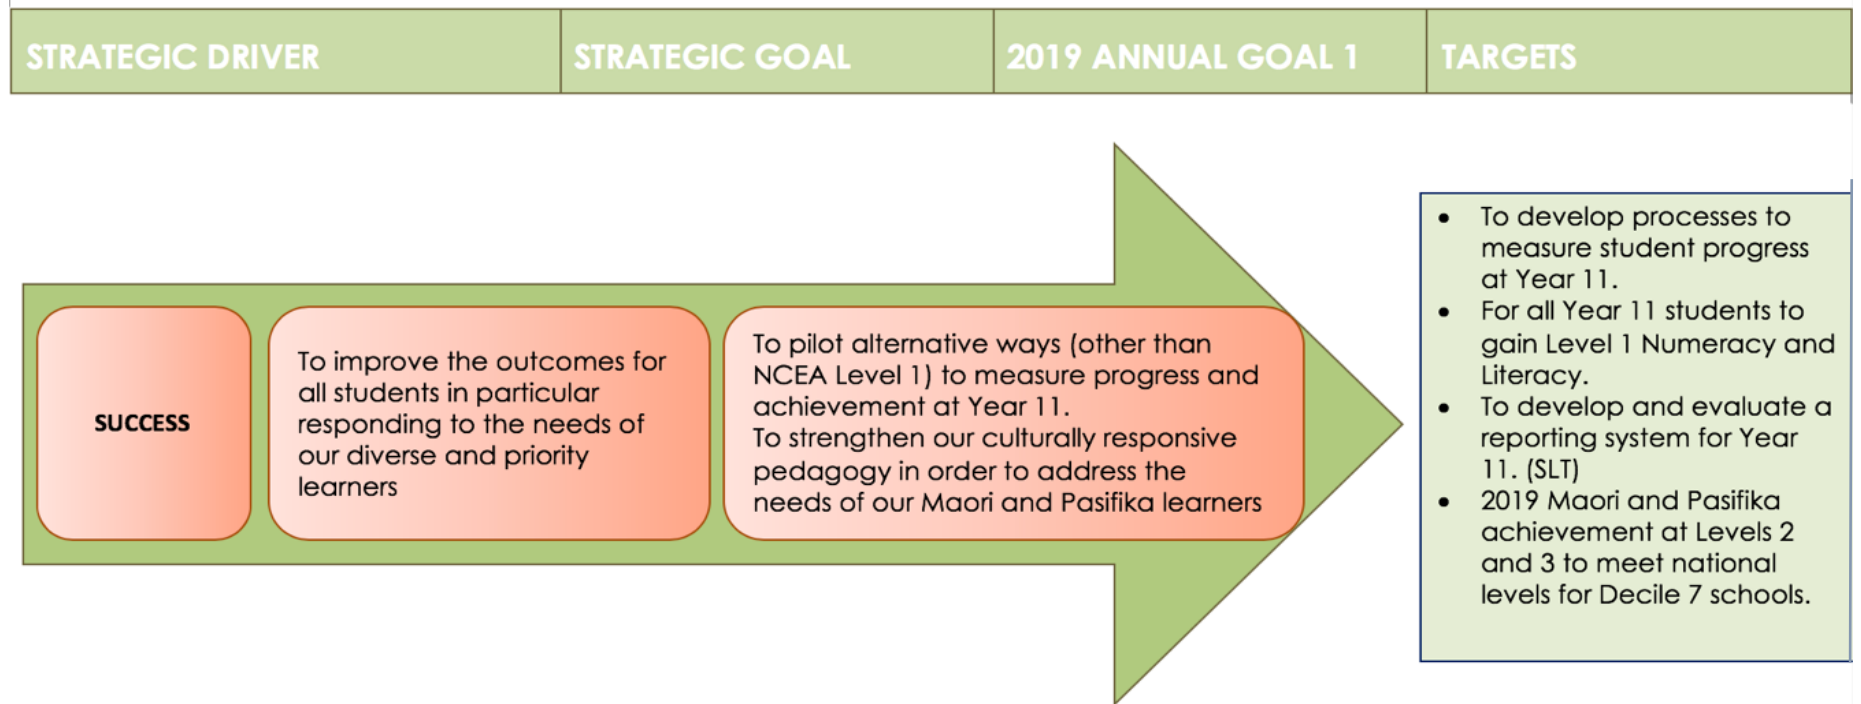 STRATEGIC DRIVER
STRATEGIC GOAL
2019 ANNUAL GOAL 1
TARGETS
SUCCESS
To improve the outcomes for
all students in particular
responding to the needs of
our diverse and priority
learners
To pilot alternative ways (other than
NCEA Level 1) to measure progress and
achievement at Year 11.
To strengthen our culturally responsive
pedagogy in order to address the
needs of our Maori and Pasifika learners
• To develop processes to
measure student progress
at Year 11.
• For all Year 11 students to
gain Level 1 Numeracy and
Literacy.
• To develop and evaluate a
reporting system for Year
11. (SLT)
• 2019 Maori and Pasifika
achievement at Levels 2
and 3 to meet national
levels for Decile 7 schools.